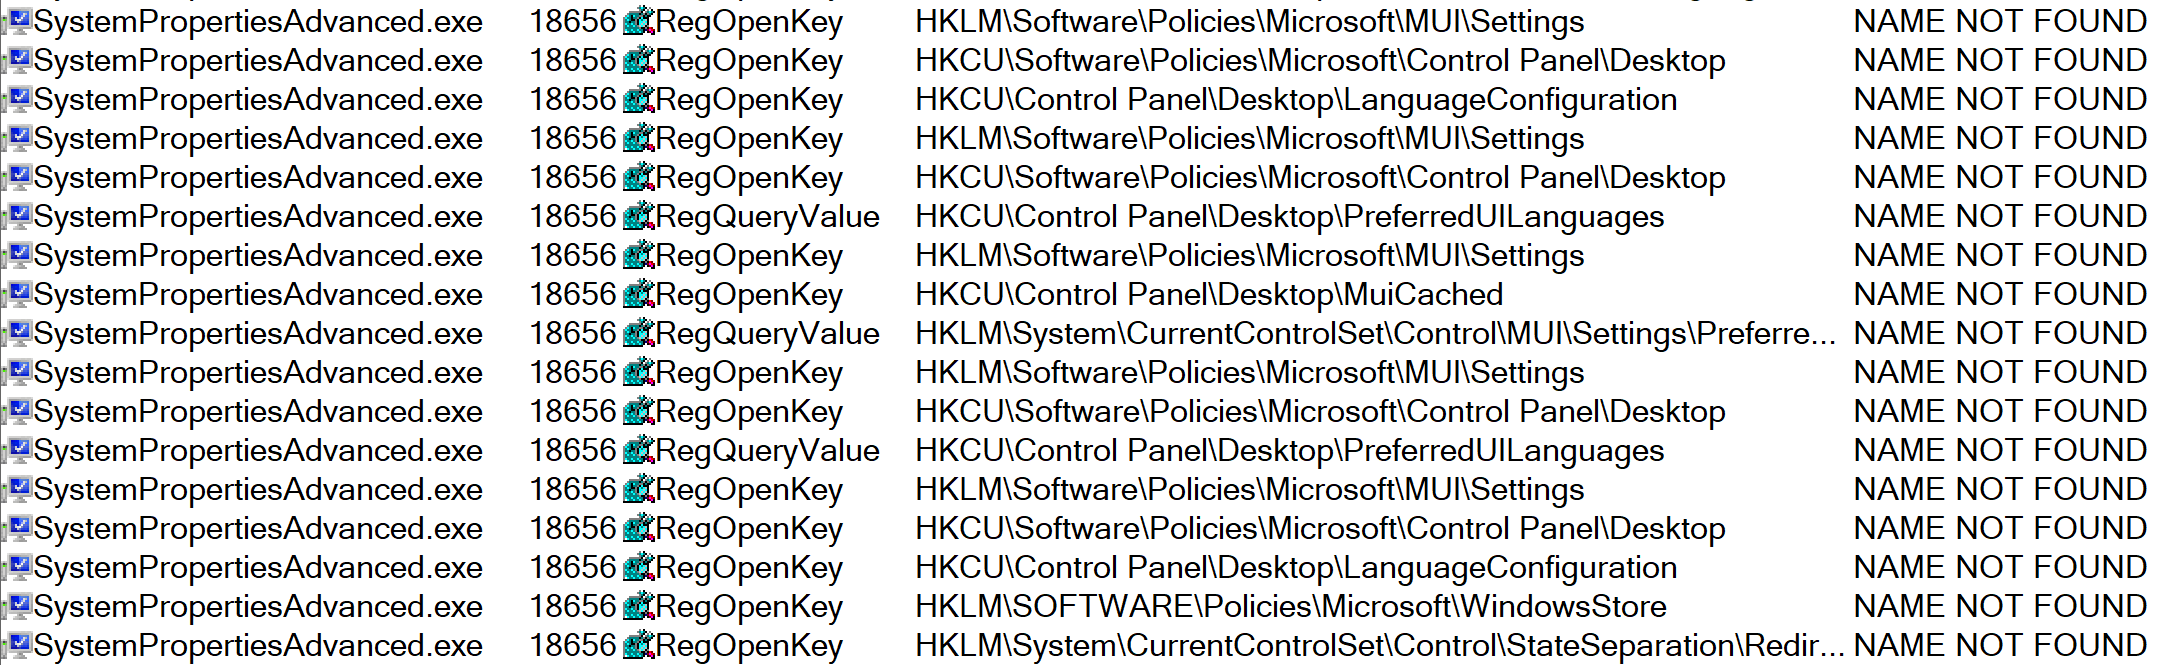 SystemPropertiesAdvanced.exe 18656 RegOpenKey HKLM\Software\Policies\Microsoft\MUI\Settings NAME NOT FOUND
SystemPropertiesAdvanced.exe 18656 RegOpenKey HKCU\Software\Policies\Microsoft\Control Panel\Desktop NAME NOT FOUND
SystemPropertiesAdvanced.exe 18656 RegOpenKey HKCU\Control Panel\Desktop\LanguageConfiguration NAME NOT FOUND
SystemPropertiesAdvanced.exe 18656 RegOpenKey HKLM\Software\Policies\Microsoft\MUI\Settings NAME NOT FOUND
SystemPropertiesAdvanced.exe 18656 RegOpenKey HKCU\Software\Policies\Microsoft\Control Panel\Desktop NAME NOT FOUND
SystemPropertiesAdvanced.exe 18656 RegQueryValue HKCU\Control Panel\Desktop\PreferredUILanguages NAME NOT FOUND
SystemPropertiesAdvanced.exe 18656 RegOpenKey HKLM\Software\Policies\Microsoft\MUI\Settings NAME NOT FOUND
SystemPropertiesAdvanced.exe 18656 RegOpenKey HKCU\Control Panel\Desktop\MuiCached NAME NOT FOUND
SystemPropertiesAdvanced.exe 18656 RegQueryValue HKLM\System\CurrentControlSet\Control\MUI\Settings\Preferre... NAME NOT FOUND
SystemPropertiesAdvanced.exe 18656 RegOpenKey HKLM\Software\Policies\Microsoft\MUI\Settings NAME NOT FOUND
SystemPropertiesAdvanced.exe 18656 RegOpenKey HKCU\Software\Policies\Microsoft\Control Panel\Desktop NAME NOT FOUND
SystemPropertiesAdvanced.exe 18656 RegQueryValue HKCU\Control Panel\Desktop\PreferredUILanguages NAME NOT FOUND
SystemPropertiesAdvanced.exe 18656 RegOpenKey HKLM\Software\Policies\Microsoft\MUI\Settings NAME NOT FOUND
SystemPropertiesAdvanced.exe 18656 RegOpenKey HKCU\Software\Policies\Microsoft\Control Panel\Desktop NAME NOT FOUND
SystemPropertiesAdvanced.exe 18656 RegOpenKey HKCU\Control Panel\Desktop\LanguageConfiguration NAME NOT FOUND
SystemPropertiesAdvanced.exe 18656 RegOpenKey HKLM\SOFTWARE\Policies\Microsoft\WindowsStore NAME NOT FOUND
SystemPropertiesAdvanced.exe 18656 RegOpenKey HKLM\System\CurrentControlSet\Control\StateSeparation\Redir... NAME NOT FOUND